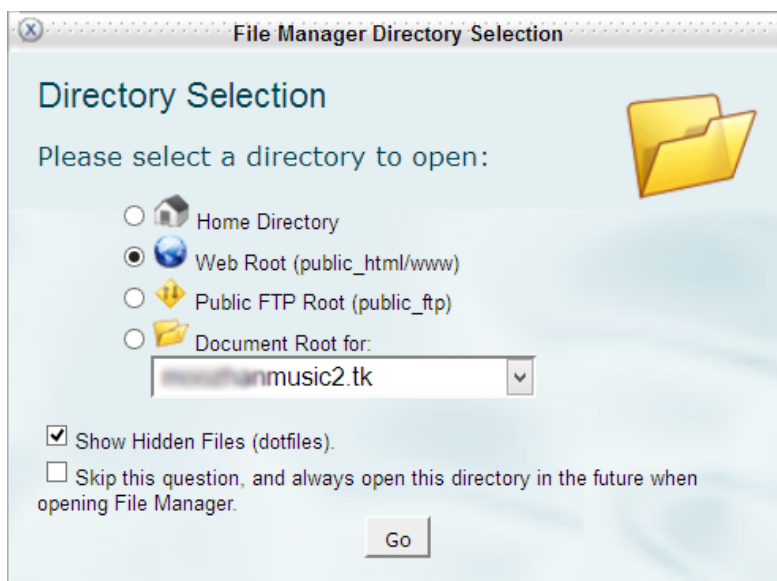 File Manager Directory Selection
Directory Selection
Please select a directory to open:
Home Directory
Web Root (public_html/www)
Public FTP Root (public_ftp)
Document Root for:
music2.tk
Show Hidden Files (dotfiles).
Skip this question, and always open this directory in the future when
opening File Manager.
Go